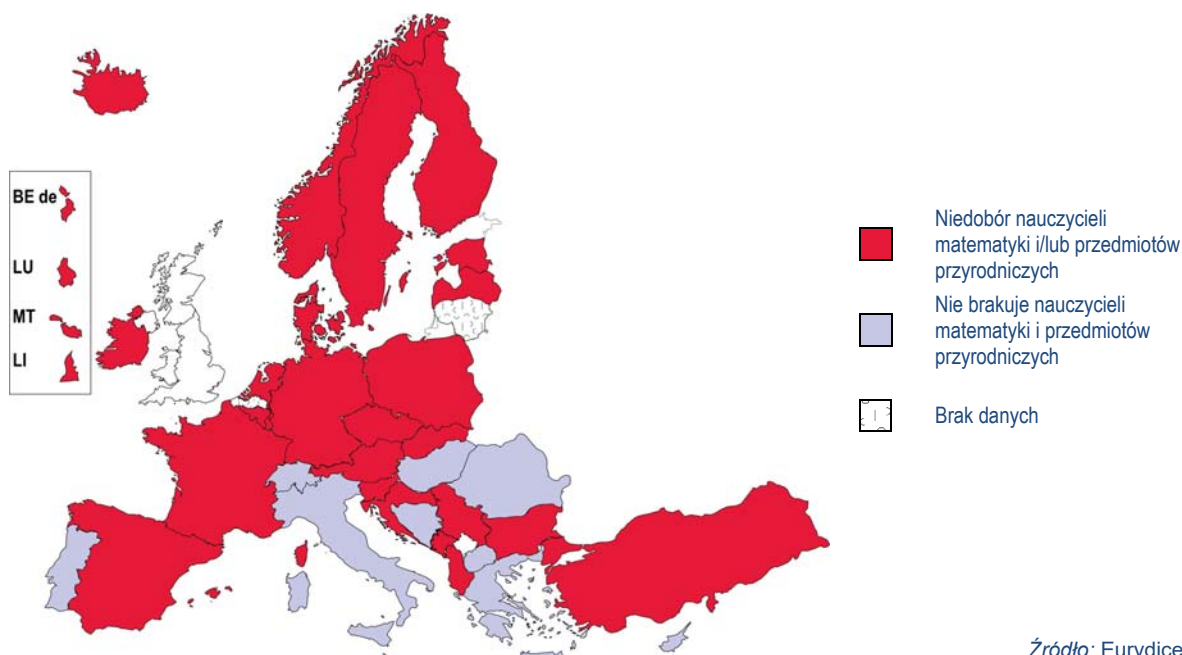 BE de
LU
MT
LI
Niedobór nauczycieli
matematyki i/lub przedmiotów
przyrodniczych
Nie brakuje nauczycieli
matematyki i przedmiotów
przyrodniczych
Brak danych
Źródło: Eurydice